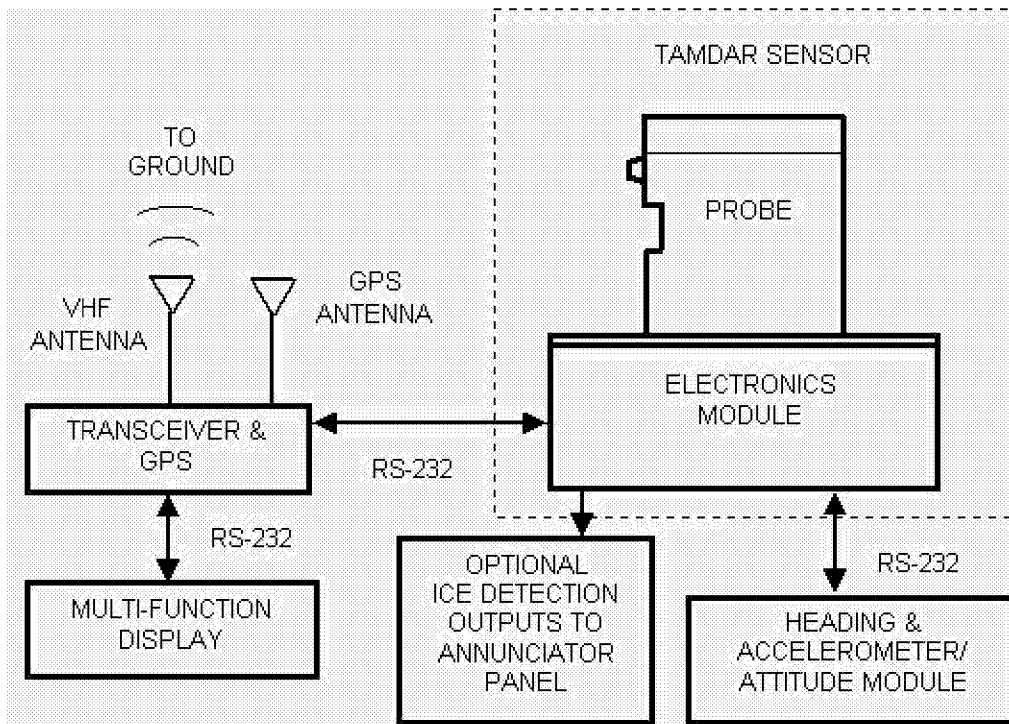 TAMDAR SENSOR
TO
GROUND
PROBE
VHF
ANTENNA
GPS
ANTENNA
ELECTRONICS
MODULE
TRANSCEIVER &
GPS
RS-232
RS-232
MULTI-FUNCTION
DISPLAY
OPTIONAL
ICE DETECTION
OUTPUTS TO
ANNUNCIATOR
PANEL
RS-232
HEADING &
ACCELEROMETER/
ATTITUDE MODULE